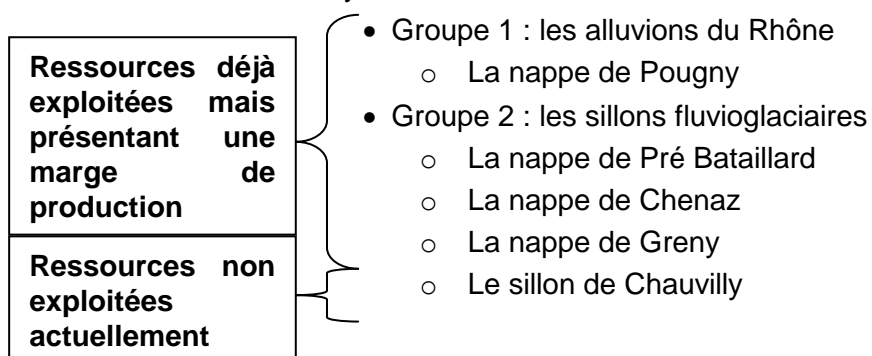 Ressources déjà
exploitées mais
présentant une
marge de
production
Ressources non
exploitées
actuellement
• Groupe 1 : les alluvions du Rhône
o La nappe de Pougny
• Groupe 2 : les sillons fluvioglaciaires
o La nappe de Pré Bataillard
o La nappe de Chenaz
o La nappe de Greny
o Le sillon de Chauvilly